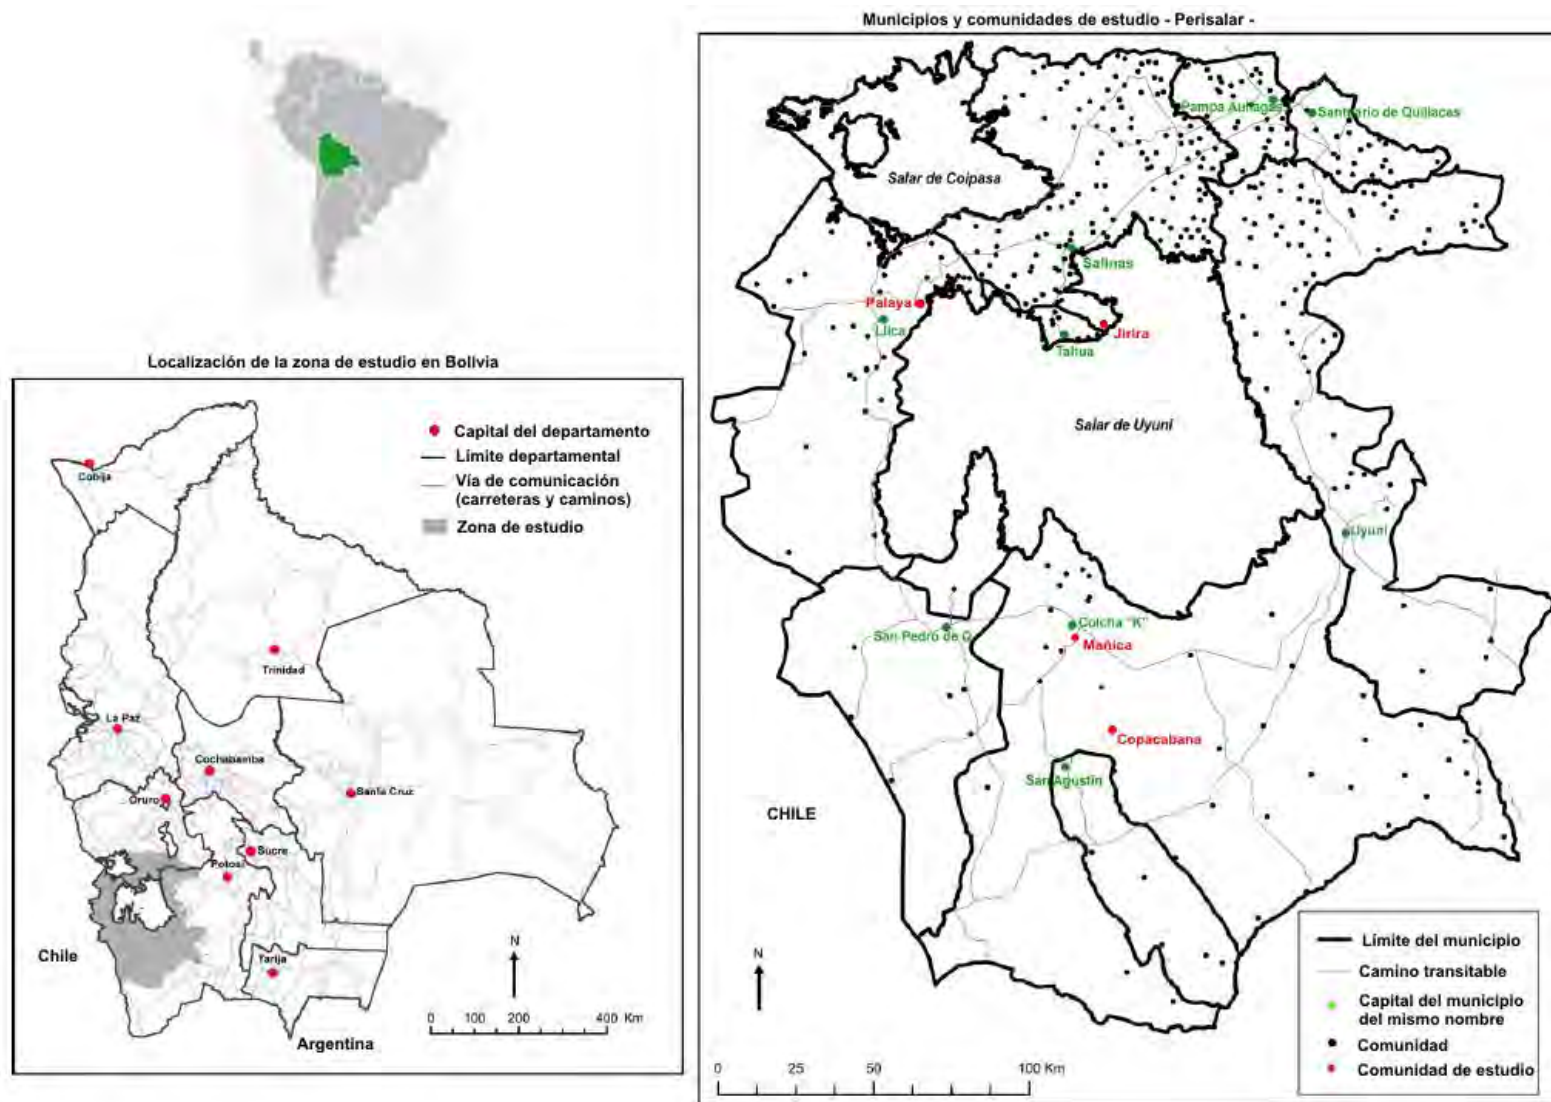 Municipios y comunidades de estudio - Perisalar -
Pampa Aullagas
Santuario de Quillacas
Salar de Coipasa
Salinas
Palaya
Llica
Jirira
Tahua
Salar de Uyuni
Uyuni
San Pedro de Q
Colcha "K"
Mañica
Copacabana
San Agustín
CHILE
N
0 25 50 100 Km
Límite del municipio
Camino transitable
Capital del municipio
del mismo nombre
Comunidad
Comunidad de estudio
Localización de la zona de estudio en Bolivia
Capital del departamento
Límite departamental
Vía de comunicación
(carreteras y caminos)
Zona de estudio
Cobija
Trinidad
La Paz
Cochabamba
Santa Cruz
Oruro
Sucre
Potosí
Tarija
Chile
Argentina
N
0 100 200 400 Km